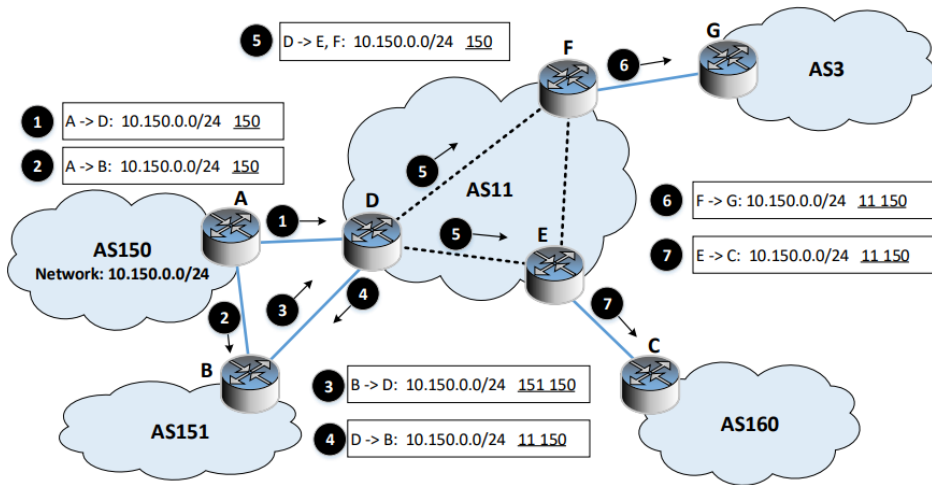 5 D -> E, F: 10.150.0.0/24 150
F
6
G
AS3
1 A -> D: 10.150.0.0/24 150
2 A -> B: 10.150.0.0/24 150
5
AS11
A
1
D
AS150
Network: 10.150.0.0/24
5
E
6 F -> G: 10.150.0.0/24 11 150
7 E -> C: 10.150.0.0/24 11 150
2
3
4
7
B
C
AS151
3 B -> D: 10.150.0.0/24 151 150
4 D -> B: 10.150.0.0/24 11 150
AS160